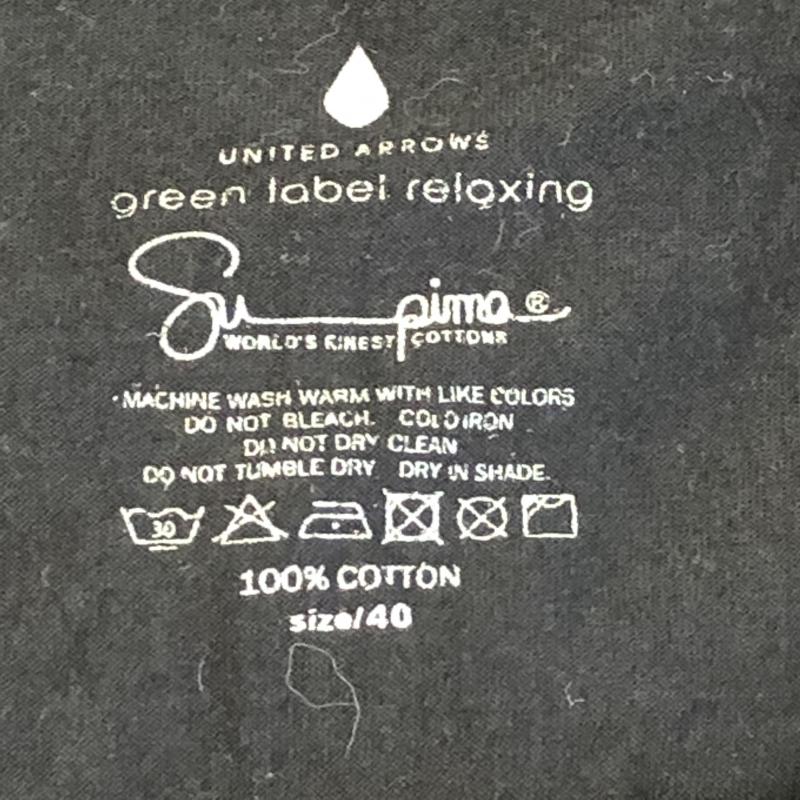 UNITED ARROWS
green label relaxing
Supima®
WORLD'S FINEST COTTONS
MACHINE WASH WARM WITH LIKE COLORS
DO NOT BLEACH. COLD IRON
DO NOT DRY CLEAN
DO NOT TUMBLE DRY DRY IN SHADE.
30
100% COTTON
size/40